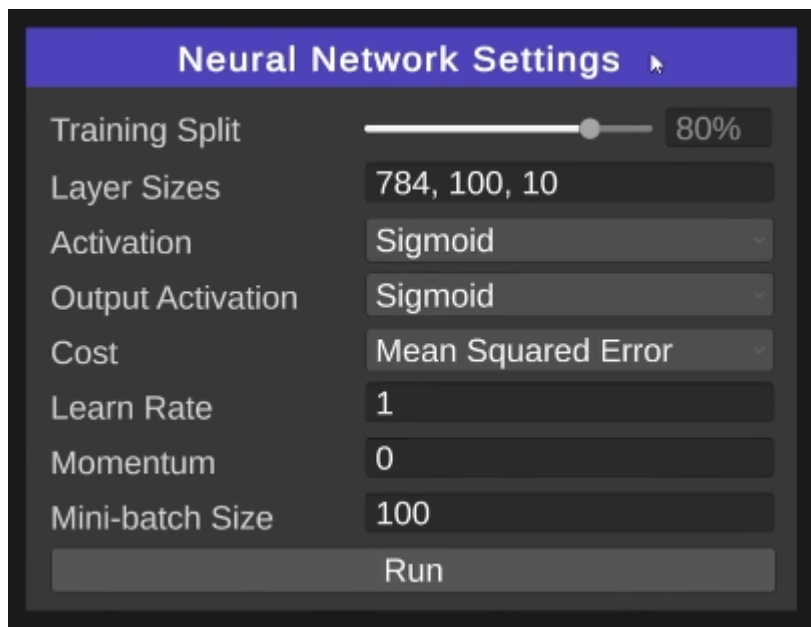 Neural Network Settings
Training Split 80%
Layer Sizes 784, 100, 10
Activation Sigmoid
Output Activation Sigmoid
Cost Mean Squared Error
Learn Rate 1
Momentum 0
Mini-batch Size 100
Run